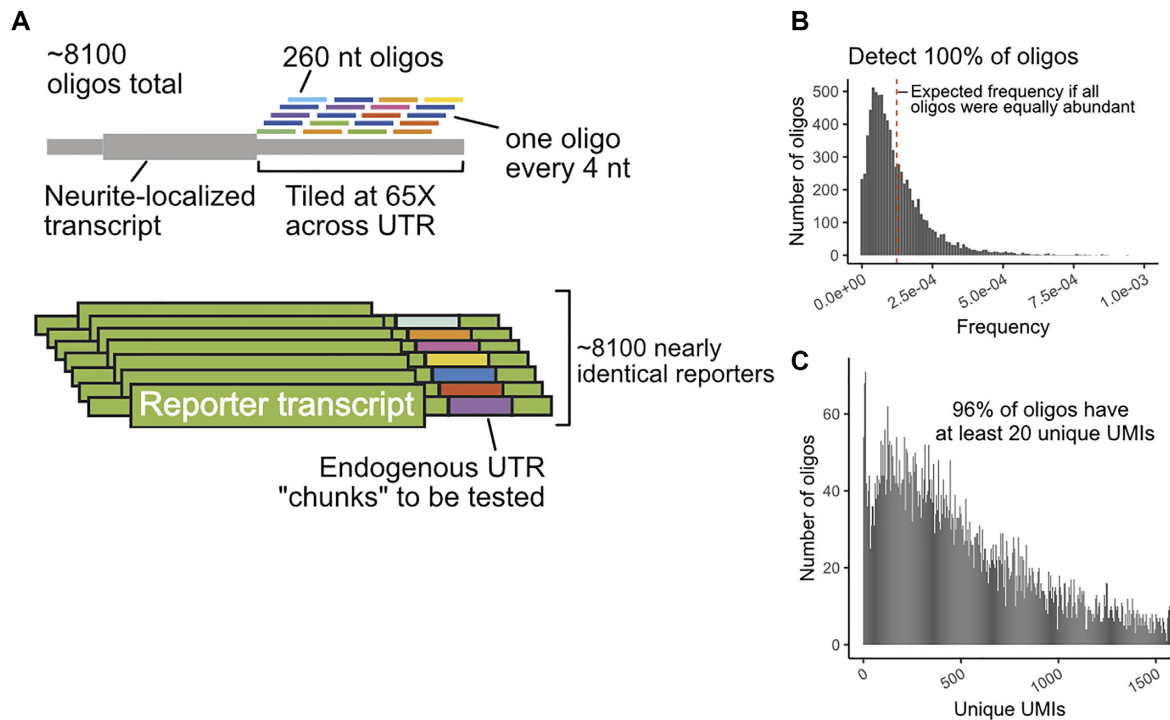 A
~8100
oligos total
260 nt oligos
one oligo
every 4 nt
Neurite-localized
transcript
Tiled at 65X
across UTR
Reporter transcript
~8100 nearly
identical reporters
Endogenous UTR
"chunks" to be tested
B
Detect 100% of oligos
Expected frequency if all
oligos were equally abundant
Number of oligos
500
400
300
200
100
0
0.0e+00
2.5e-04
5.0e-04
7.5e-04
1.0e-03
Frequency
C
96% of oligos have
at least 20 unique UMIs
Number of oligos
60
40
20
0
0
500
1000
1500
Unique UMIs